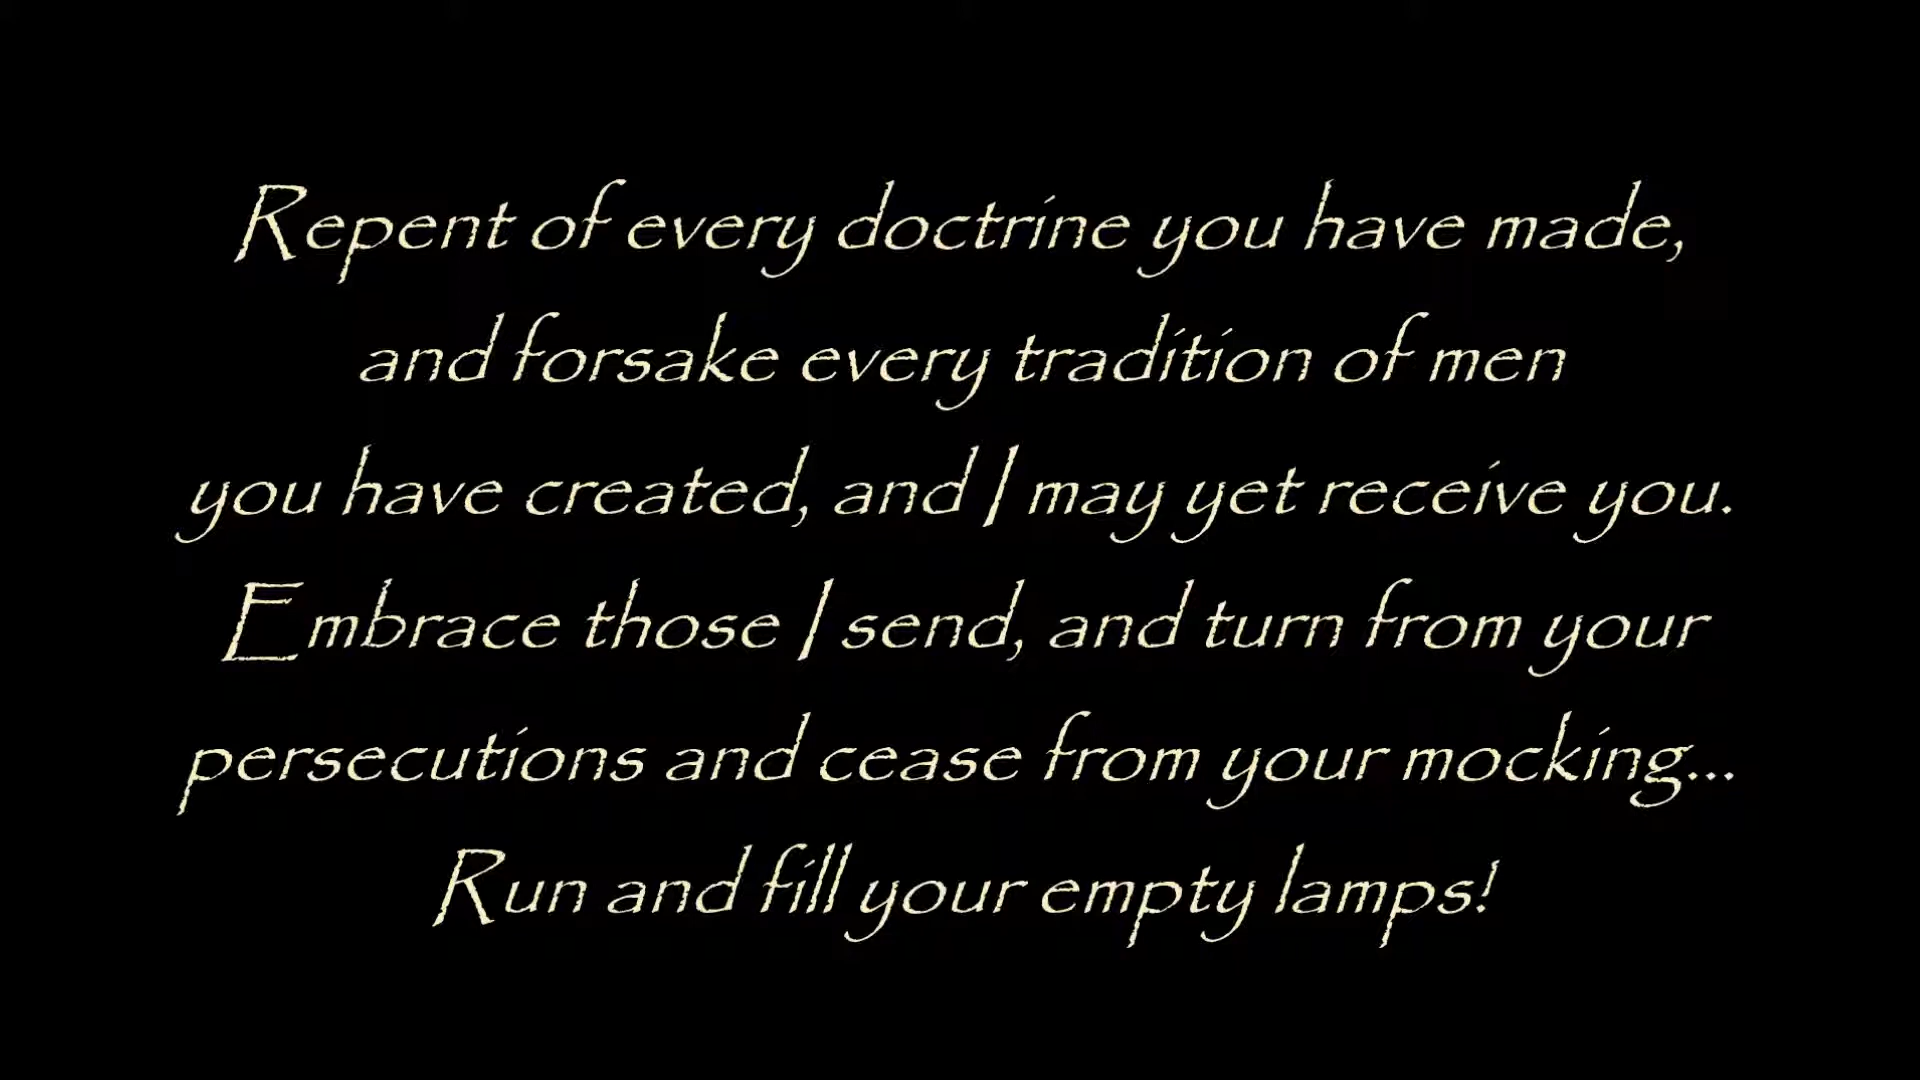 Repent of every doctrine you have made,
and forsake every tradition of men
you have created, and I may yet receive you.
Embrace those I send, and turn from your
persecutions and cease from your mocking...
Run and fill your empty lamps!